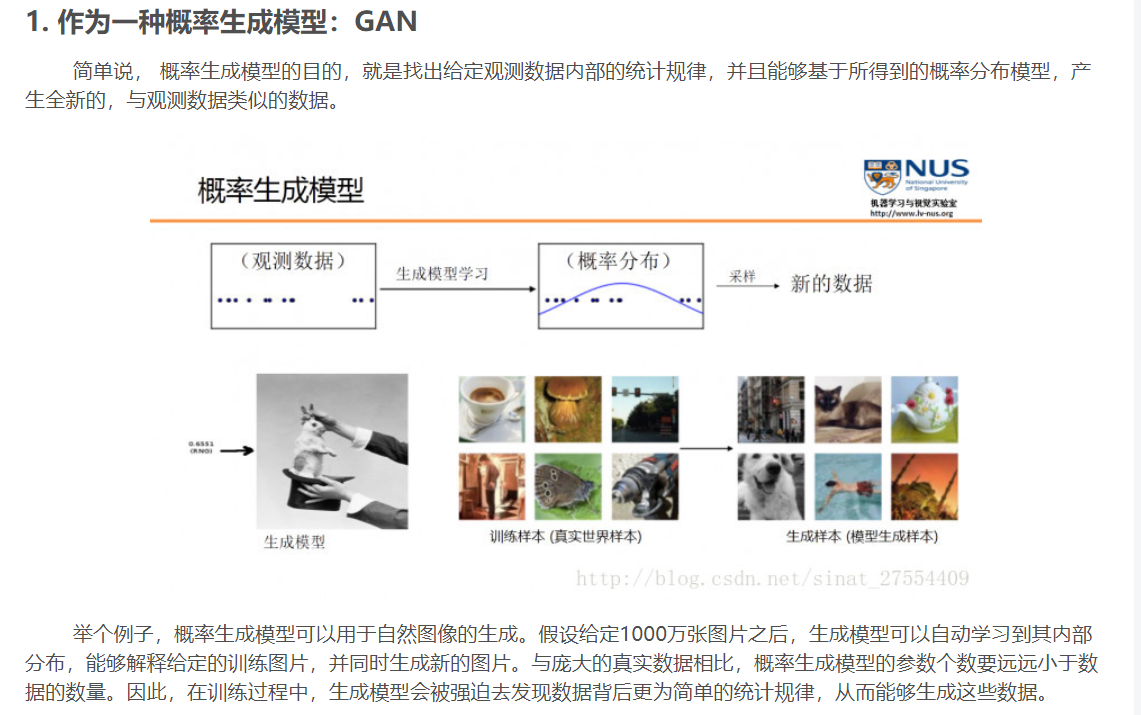 1. 作为一种概率生成模型：GAN
简单说， 概率生成模型的目的，就是找出给定观测数据内部的统计规律，并且能够基于所得到的概率分布模型，产
生全新的，与观测数据类似的数据。
概率生成模型
NUS
National University
of Singapore
机器学习与视觉实验室
http://www.lv-nus.org
（观测数据）
生成模型学习
（概率分布）
采样
新的数据
0.6551
(RNG)
生成模型
训练样本 (真实世界样本)
生成样本 (模型生成样本)
http://blog.csdn.net/sinat_27554409
举个例子，概率生成模型可以用于自然图像的生成。假设给定1000万张图片之后，生成模型可以自动学习到其内部
分布，能够解释给定的训练图片，并同时生成新的图片。与庞大的真实数据相比，概率生成模型的参数个数要远远小于数
据的数量。因此，在训练过程中，生成模型会被强迫去发现数据背后更为简单的统计规律，从而能够生成这些数据。